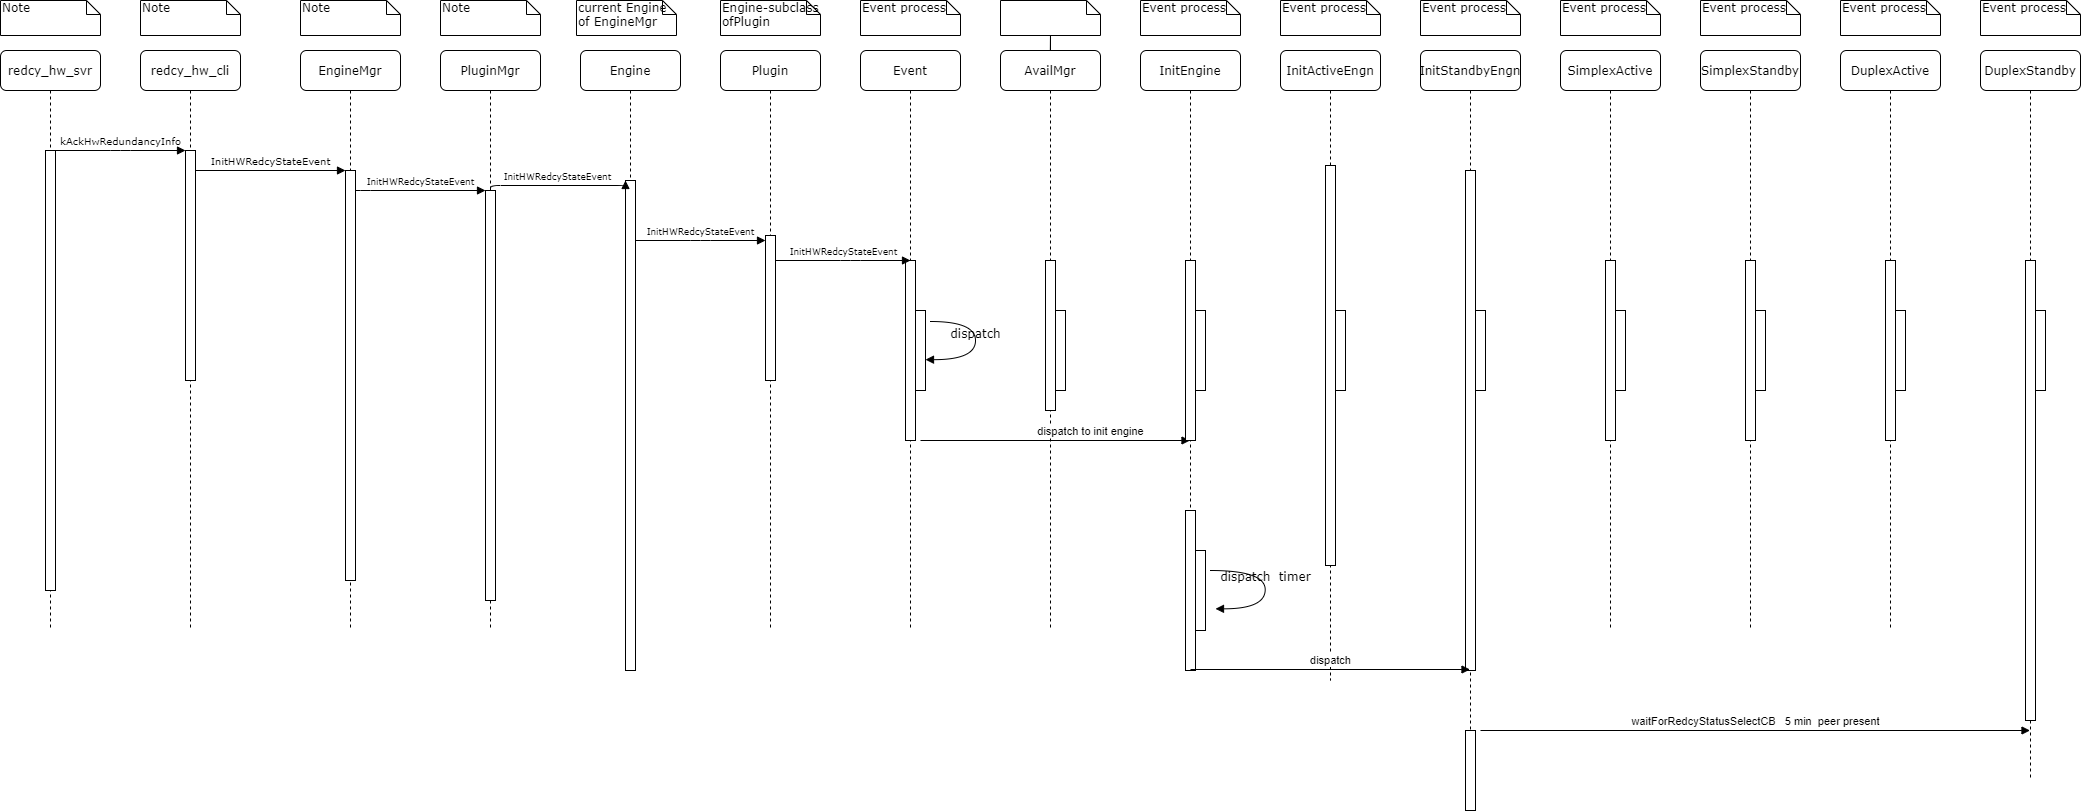 Note
Note
Note
Note
current Engine
of EngineMgr
Engine-subclass
ofPlugin
Event process
Event process
Event process
Event process
Event process
Event process
Event process
Event process
redcy_hw_svr
redcy_hw_cli
EngineMgr
PluginMgr
Engine
Plugin
Event
AvailMgr
InitEngine
InitActiveEngn
InitStandbyEngn
SimplexActive
SimplexStandby
DuplexActive
DuplexStandby
kAckHwRedundancyInfo
InitHWRedcyStateEvent
InitHWRedcyStateEvent
InitHWRedcyStateEvent
InitHWRedcyStateEvent
InitHWRedcyStateEvent
dispatch
dispatch to init engine
dispatch timer
dispatch
waitForRedcyStatusSelectCB 5 min peer present